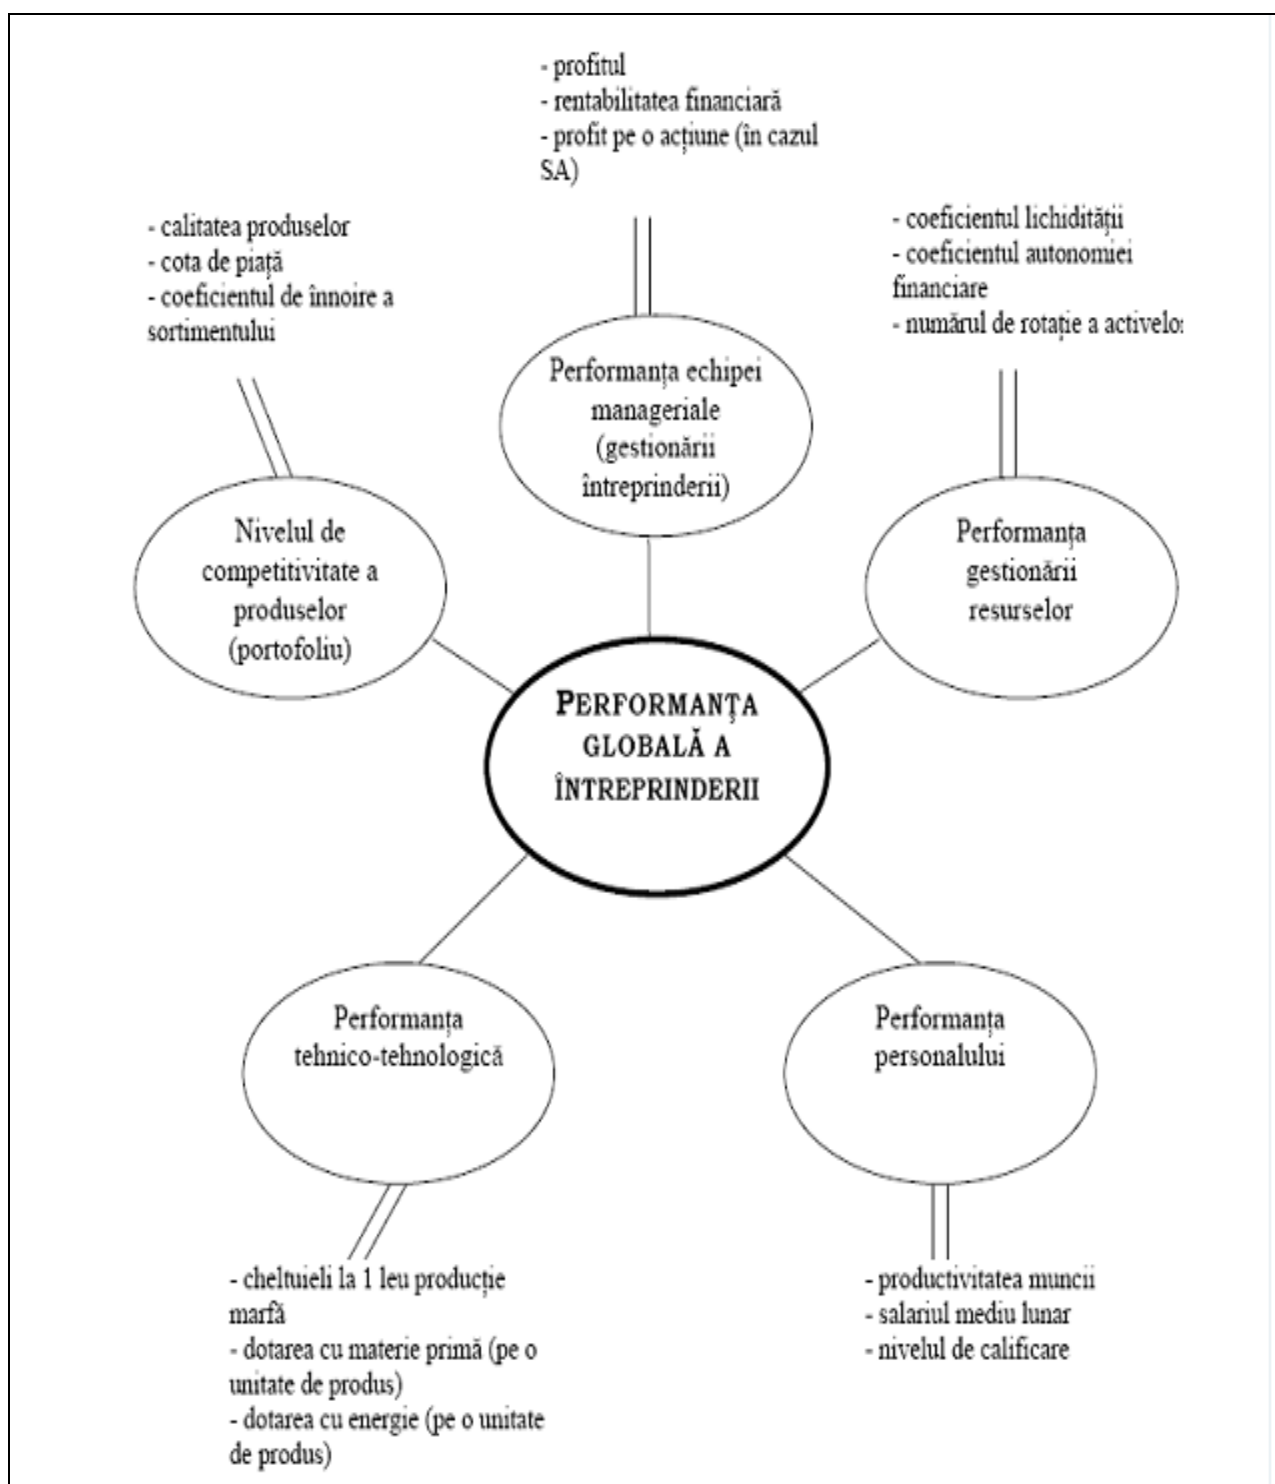 - profitul
- rentabilitatea financiară
- profit pe o acțiune (în cazul
SA)
- calitatea produselor
- cota de piață
- coeficientul de înnoire a
sortimentului
- coeficientul lichidității
- coeficientul autonomiei
financiare
- numărul de rotație a activelor
Performanța echipei
manageriale
(gestionării
întreprinderii)
Nivelul de
competitivitate a
produselor
(portofoliu)
Performanța
gestionării
resurselor
PERFORMANȚA
GLOBALĂ A
ÎNTREPRINDERII
Performanța
tehnico-tehnologică
Performanța
personalului
- cheltuieli la 1 leu producție
marfă
- dotarea cu materie primă (pe o
unitate de produs)
- dotarea cu energie (pe o unitate
de produs)
- productivitatea muncii
- salariul mediu lunar
- nivelul de calificare